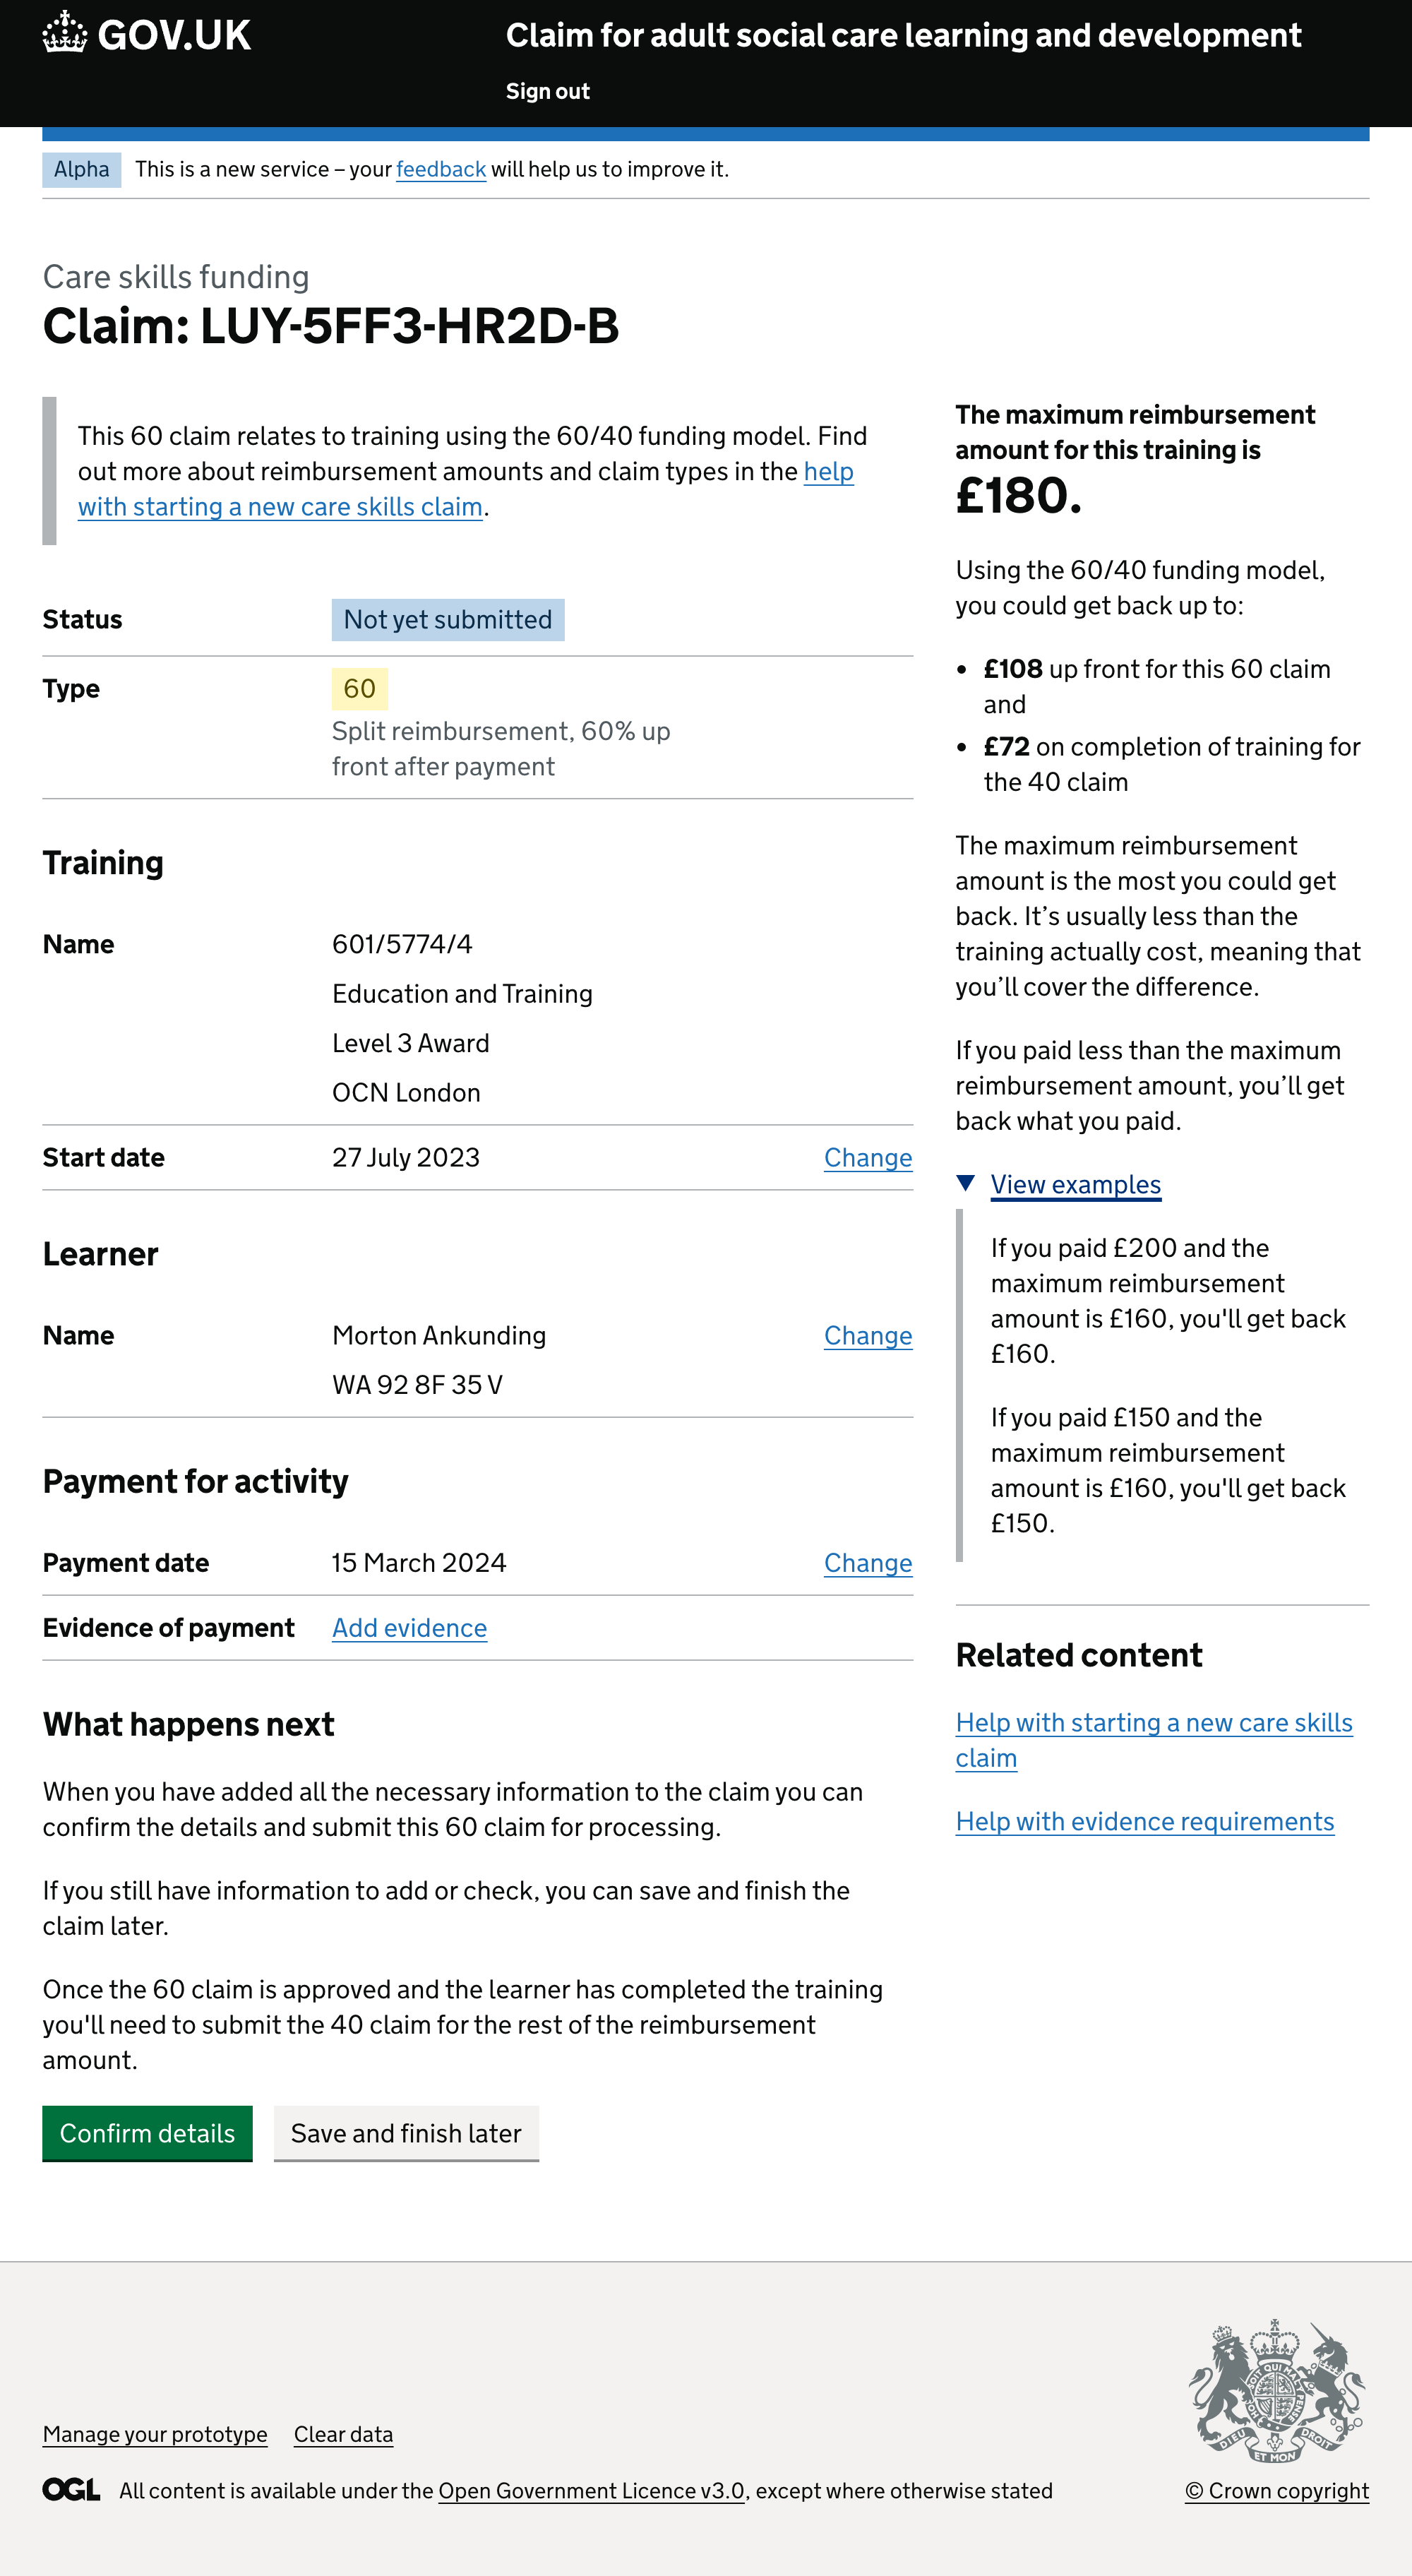 GOV.UK
Claim for adult social care learning and development
Sign out
Alpha This is a new service – your feedback will help us to improve it.
Care skills funding
Claim: LUY-5FF3-HR2D-B
This 60 claim relates to training using the 60/40 funding model. Find
out more about reimbursement amounts and claim types in the help
with starting a new care skills claim.
Status Not yet submitted
Type 60
Split reimbursement, 60% up
front after payment
Training
Name 601/5774/4
Education and Training
Level 3 Award
OCN London
Start date 27 July 2023 Change
Learner
Name Morton Ankunding Change
WA 92 8F 35 V
Payment for activity
Payment date 15 March 2024 Change
Evidence of payment Add evidence
What happens next
When you have added all the necessary information to the claim you can
confirm the details and submit this 60 claim for processing.
If you still have information to add or check, you can save and finish the
claim later.
Once the 60 claim is approved and the learner has completed the training
you'll need to submit the 40 claim for the rest of the reimbursement
amount.
Confirm details Save and finish later
The maximum reimbursement
amount for this training is
£180.
Using the 60/40 funding model,
you could get back up to:
• £108 up front for this 60 claim
and
• £72 on completion of training for
the 40 claim
The maximum reimbursement
amount is the most you could get
back. It’s usually less than the
training actually cost, meaning that
you’ll cover the difference.
If you paid less than the maximum
reimbursement amount, you’ll get
back what you paid.
View examples
If you paid £200 and the
maximum reimbursement
amount is £160, you'll get back
£160.
If you paid £150 and the
maximum reimbursement
amount is £160, you'll get back
£150.
Related content
Help with starting a new care skills
claim
Help with evidence requirements
Manage your prototype Clear data
OGL All content is available under the Open Government Licence v3.0, except where otherwise stated
DIEU ET MON DROIT
© Crown copyright